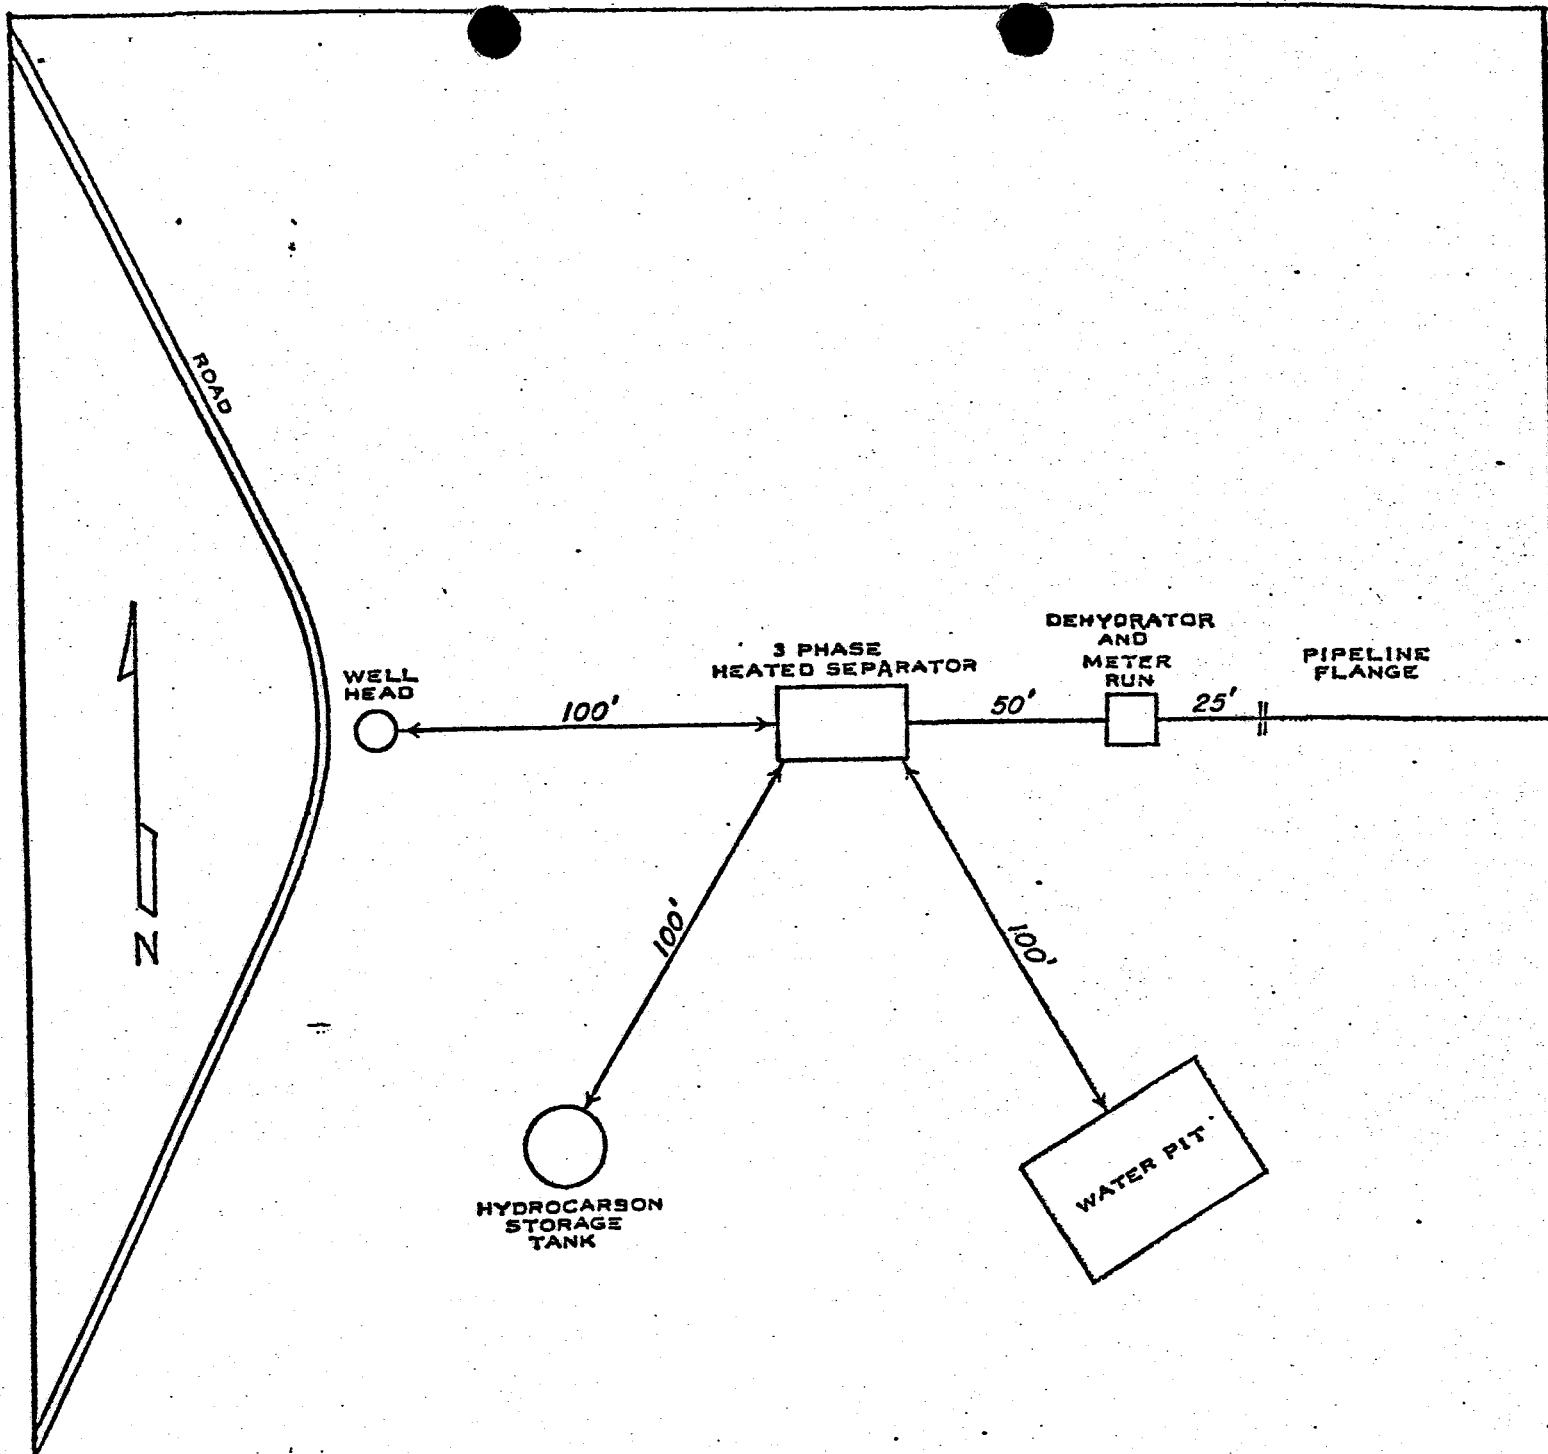 ROAD
WELL
HEAD
100'
3 PHASE
HEATED SEPARATOR
50'
DEHYDRATOR
AND
METER
RUN
25'
PIPELINE
FLANGE
N
100'
100'
HYDROCARBON
STORAGE
TANK
WATER PIT